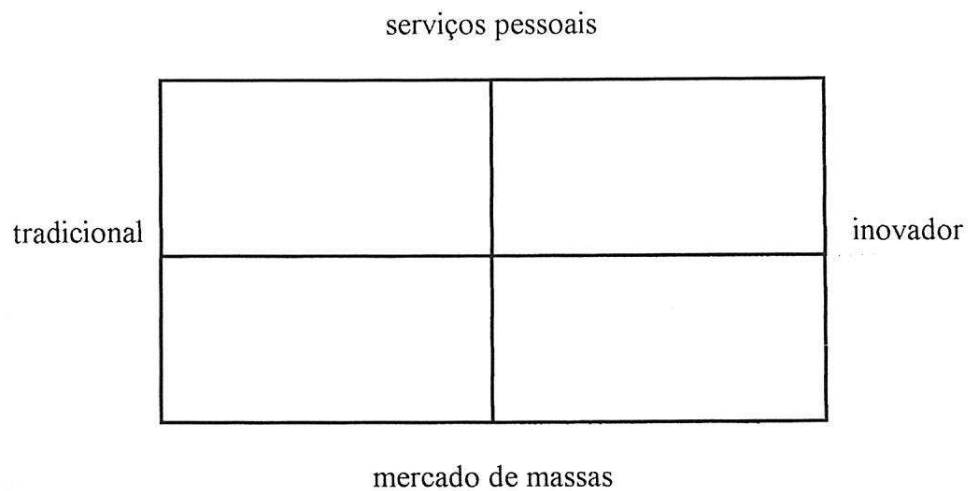 serviços pessoais
tradicional
inovador
mercado de massas